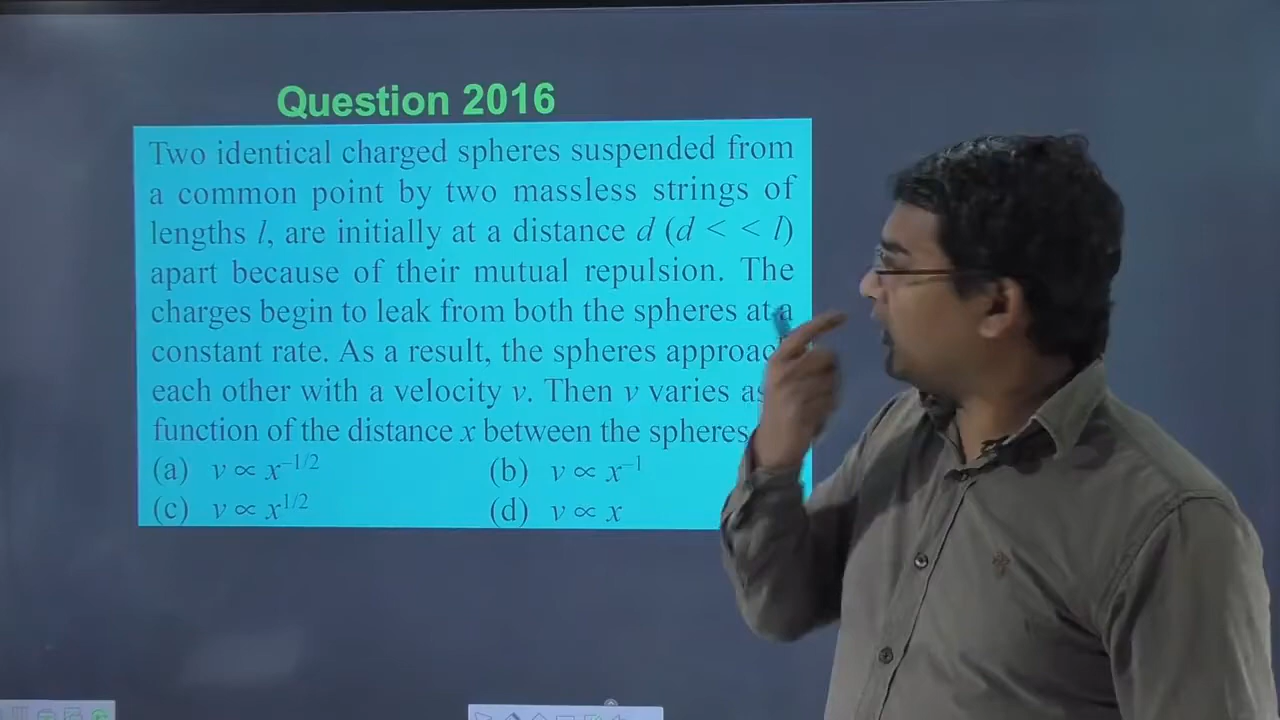 Question 2016
Two identical charged spheres suspended from
a common point by two massless strings of
lengths l, are initially at a distance d (d < < l)
apart because of their mutual repulsion. The
charges begin to leak from both the spheres at a
constant rate. As a result, the spheres approach
each other with a velocity v. Then v varies as
function of the distance x between the spheres
(a) v ∝ x⁻¹/² (b) v ∝ x⁻¹
(c) v ∝ x¹/² (d) v ∝ x